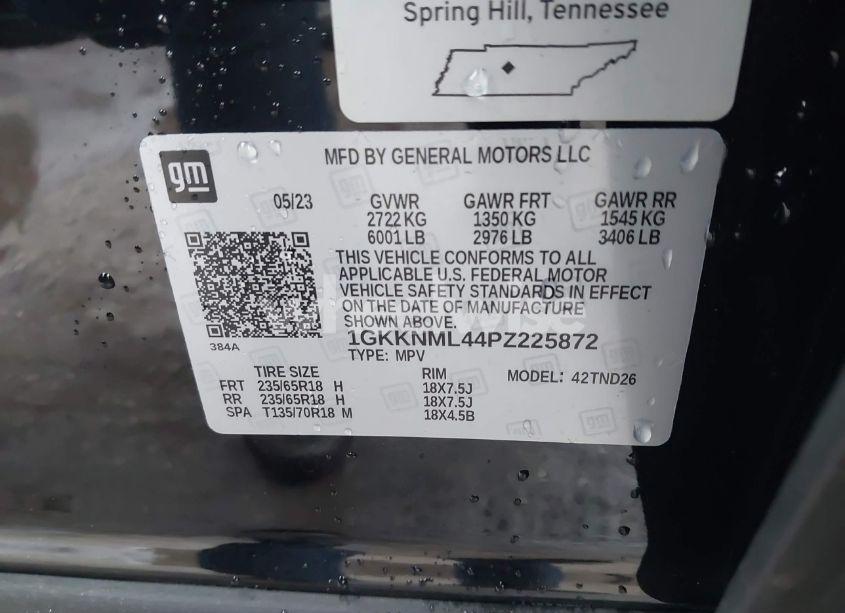 Spring Hill, Tennessee
gm
MFD BY GENERAL MOTORS LLC
05/23 GVWR GAWR FRT GAWR RR
2722 KG 1350 KG 1545 KG
6001 LB 2976 LB 3406 LB
THIS VEHICLE CONFORMS TO ALL
APPLICABLE U.S. FEDERAL MOTOR
VEHICLE SAFETY STANDARDS IN EFFECT
ON THE DATE OF MANUFACTURE
SHOWN ABOVE.
384A
1GKKNML44PZ225872
TYPE: MPV
TIRE SIZE RIM MODEL: 42TND26
FRT 235/65R18 H 18X7.5J
RR 235/65R18 H 18X7.5J
SPA T135/70R18 M 18X4.5B